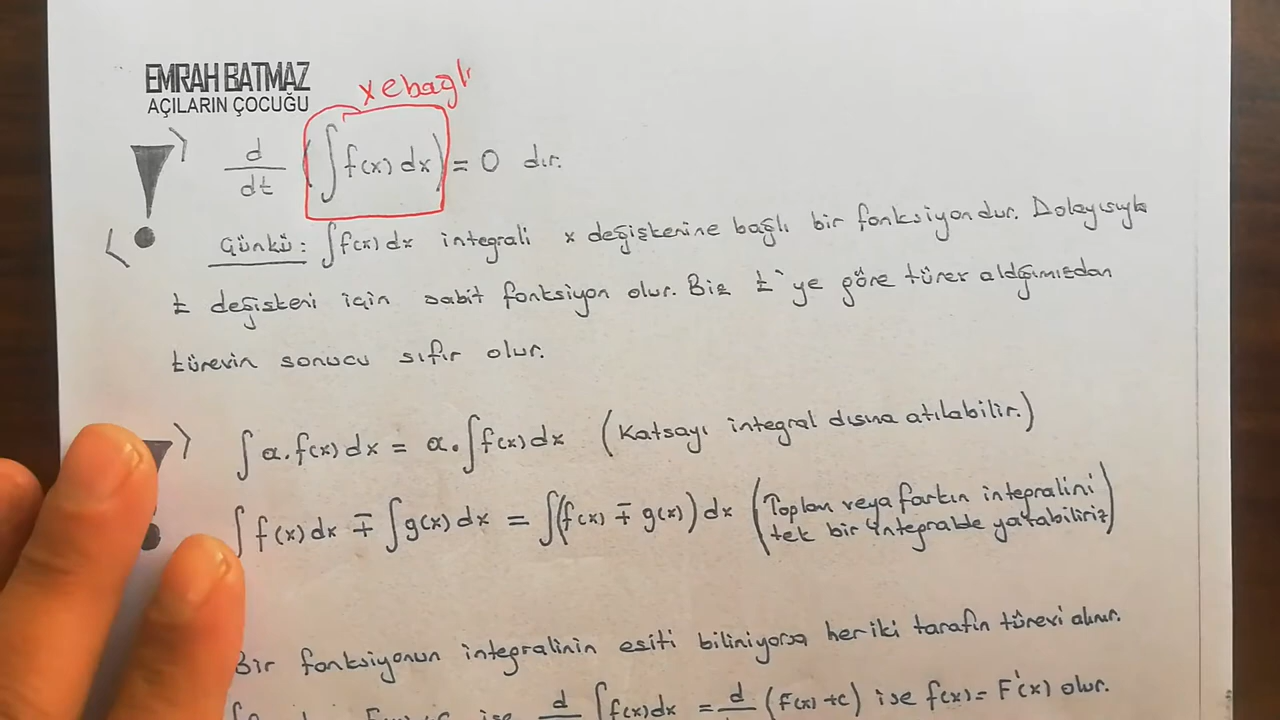 EMRAH BATMAZ
AÇILARIN ÇOCUĞU
x e bağlı
d/dt (∫f(x) dx) = 0 dır.
Çünkü: ∫f(x) dx integrali x değişkenine bağlı bir fonksiyondur. Dolayısıyla
t değişkeni için sabit fonksiyon olur. Biz t'ye göre türev aldığımızdan
türevin sonucu sıfır olur.
∫a.f(x) dx = a.∫f(x) dx (Katsayı integral dışına atılabilir.)
∫f(x) dx ∓ ∫g(x) dx = ∫(f(x) ∓ g(x)) dx (Toplam veya farkın integralini
tek bir integralde yazabiliriz)
Bir fonksiyonun integralinin eşiti biliniyorsa her iki tarafın türevi alınır.
ise d ∫f(x)dx = d (F(x)+c) ise f(x) = F'(x) olur.